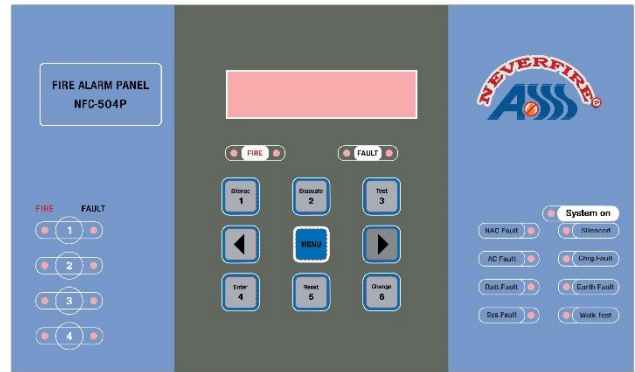 FIRE ALARM PANEL
NFC-504P
NEVERFIRE®
ASSS
FIRE
FAULT
Silence
1
Evacuate
2
Test
3
MENU
Enter
4
Reset
5
Change
6
FIRE FAULT
1
2
3
4
System on
NAC Fault
Silenced
AC Fault
Chrg.Fault
Batt.Fault
Earth Fault
Sys.Fault
Walk Test